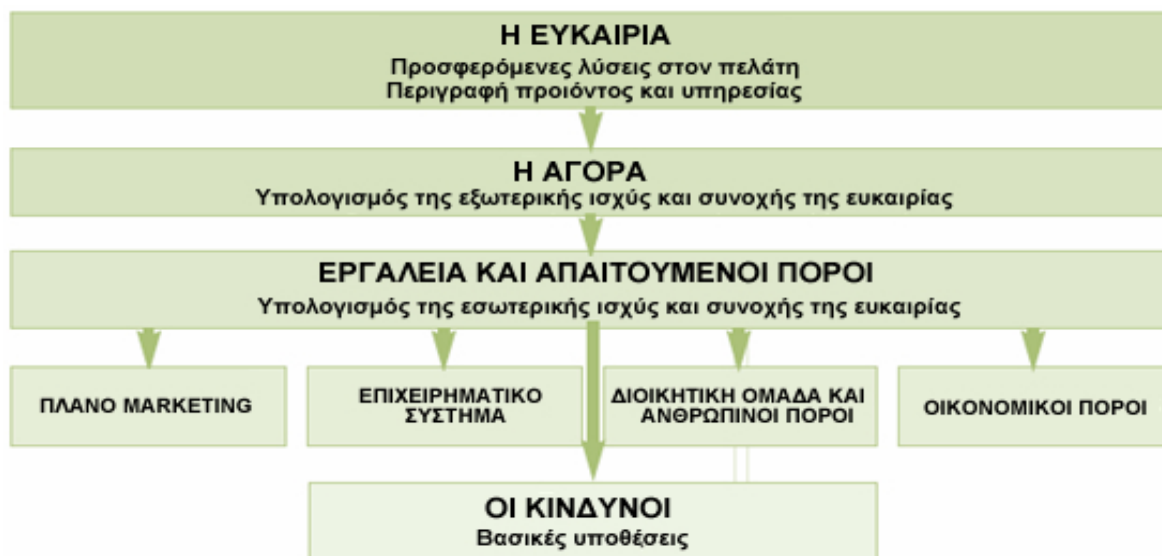 Η ΕΥΚΑΙΡΙΑ
Προσφερόμενες λύσεις στον πελάτη
Περιγραφή προιόντος και υπηρεσίας
Η ΑΓΟΡΑ
Υπολογισμός της εξωτερικής ισχύς και συνοχής της ευκαιρίας
ΕΡΓΑΛΕΙΑ ΚΑΙ ΑΠΑΙΤΟΥΜΕΝΟΙ ΠΟΡΟΙ
Υπολογισμός της εσωτερικής ισχύς και συνοχής της ευκαιρίας
ΠΛΑΝΟ MARKETING
ΕΠΙΧΕΙΡΗΜΑΤΙΚΟ
ΣΥΣΤΗΜΑ
ΔΙΟΙΚΗΤΙΚΗ ΟΜΑΔΑ ΚΑΙ
ΑΝΘΡΩΠΙΝΟΙ ΠΟΡΟΙ
ΟΙΚΟΝΟΜΙΚΟΙ ΠΟΡΟΙ
ΟΙ ΚΙΝΔΥΝΟΙ
Βασικές υποθέσεις